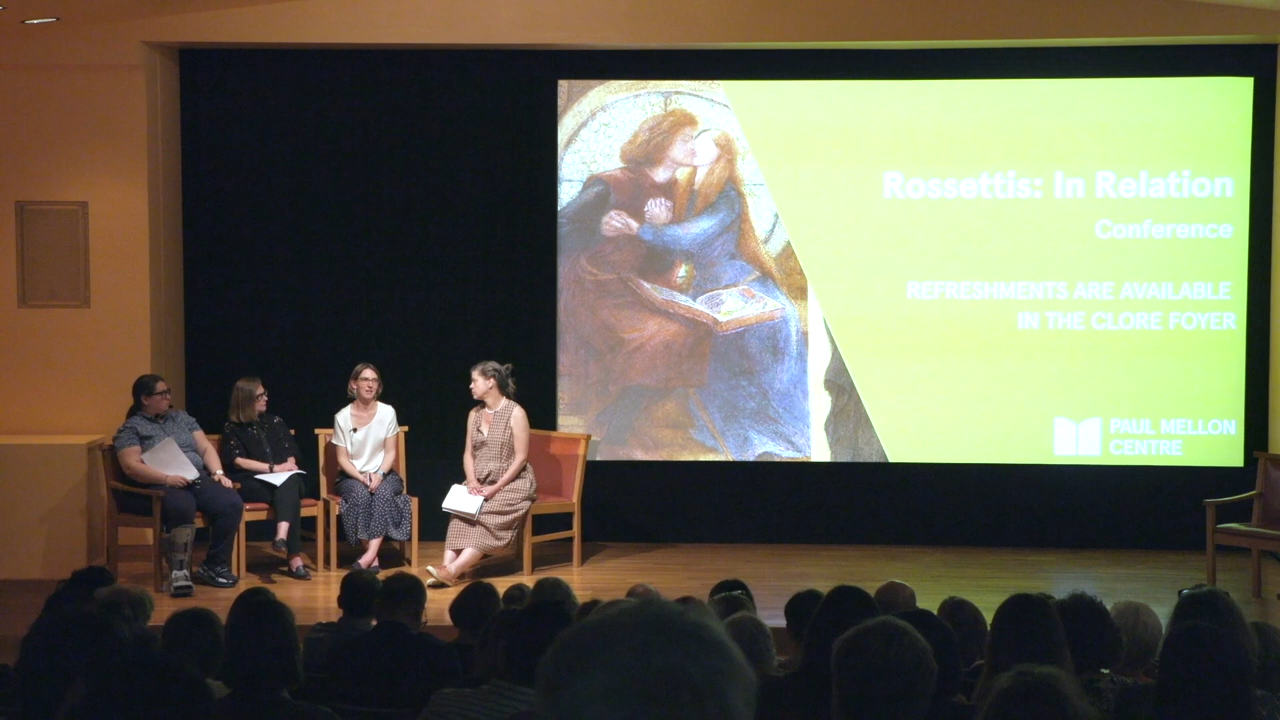 Rossettis: In Relation
Conference
REFRESHMENTS ARE AVAILABLE
IN THE CLORE FOYER
PAUL MELLON
CENTRE